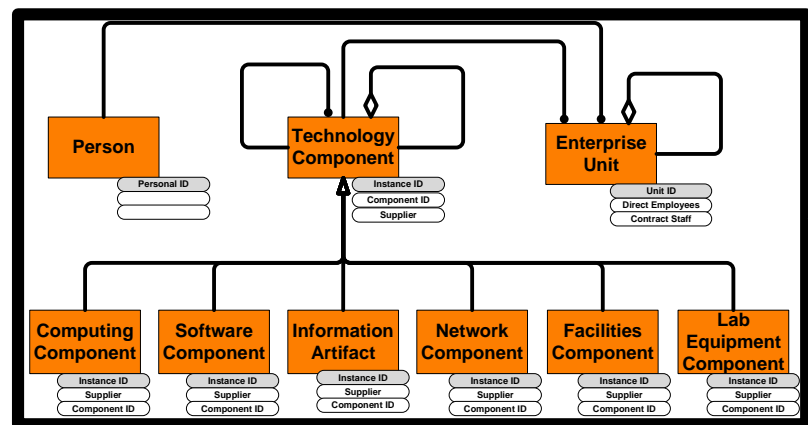 Person
Personal ID
Technology
Component
Instance ID
Component ID
Supplier
Enterprise
Unit
Unit ID
Direct Employees
Contract Staff
Computing
Component
Instance ID
Supplier
Component ID
Software
Component
Instance ID
Supplier
Component ID
Information
Artifact
Instance ID
Supplier
Component ID
Network
Component
Instance ID
Supplier
Component ID
Facilities
Component
Instance ID
Supplier
Component ID
Lab
Equipment
Component
Instance ID
Supplier
Component ID